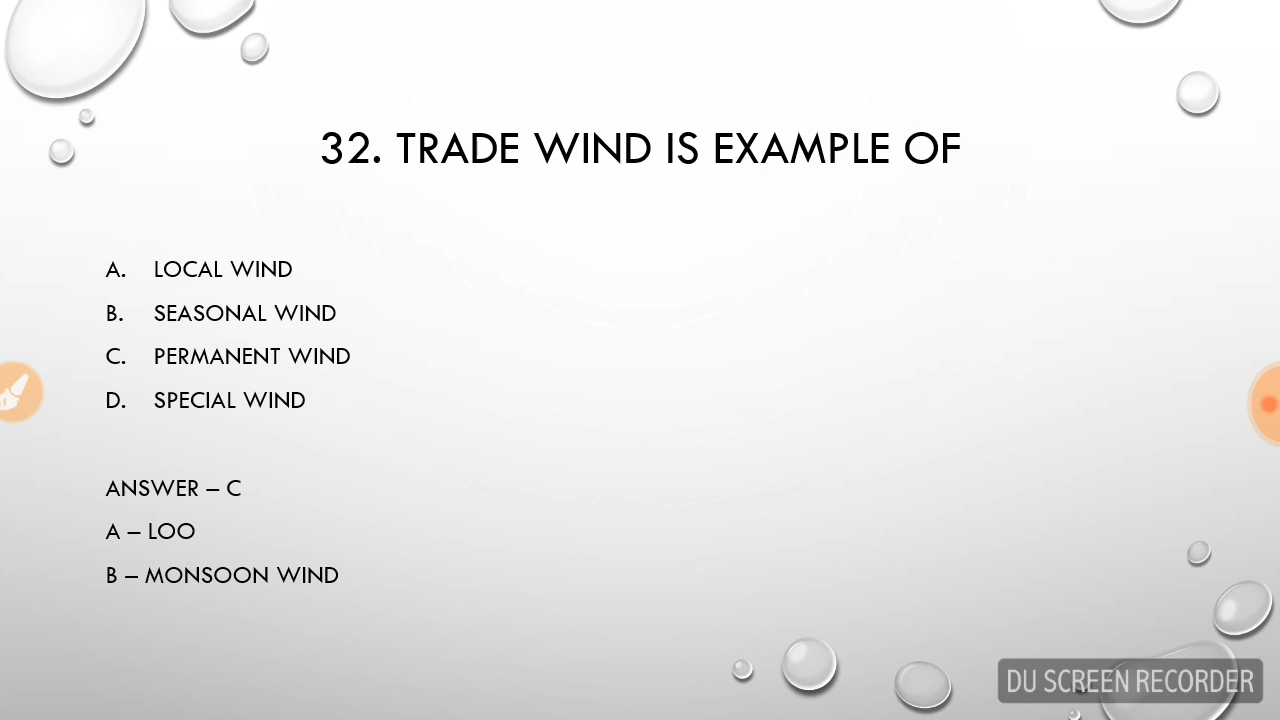 32. TRADE WIND IS EXAMPLE OF
A. LOCAL WIND
B. SEASONAL WIND
C. PERMANENT WIND
D. SPECIAL WIND
ANSWER – C
A – LOO
B – MONSOON WIND
DU SCREEN RECORDER